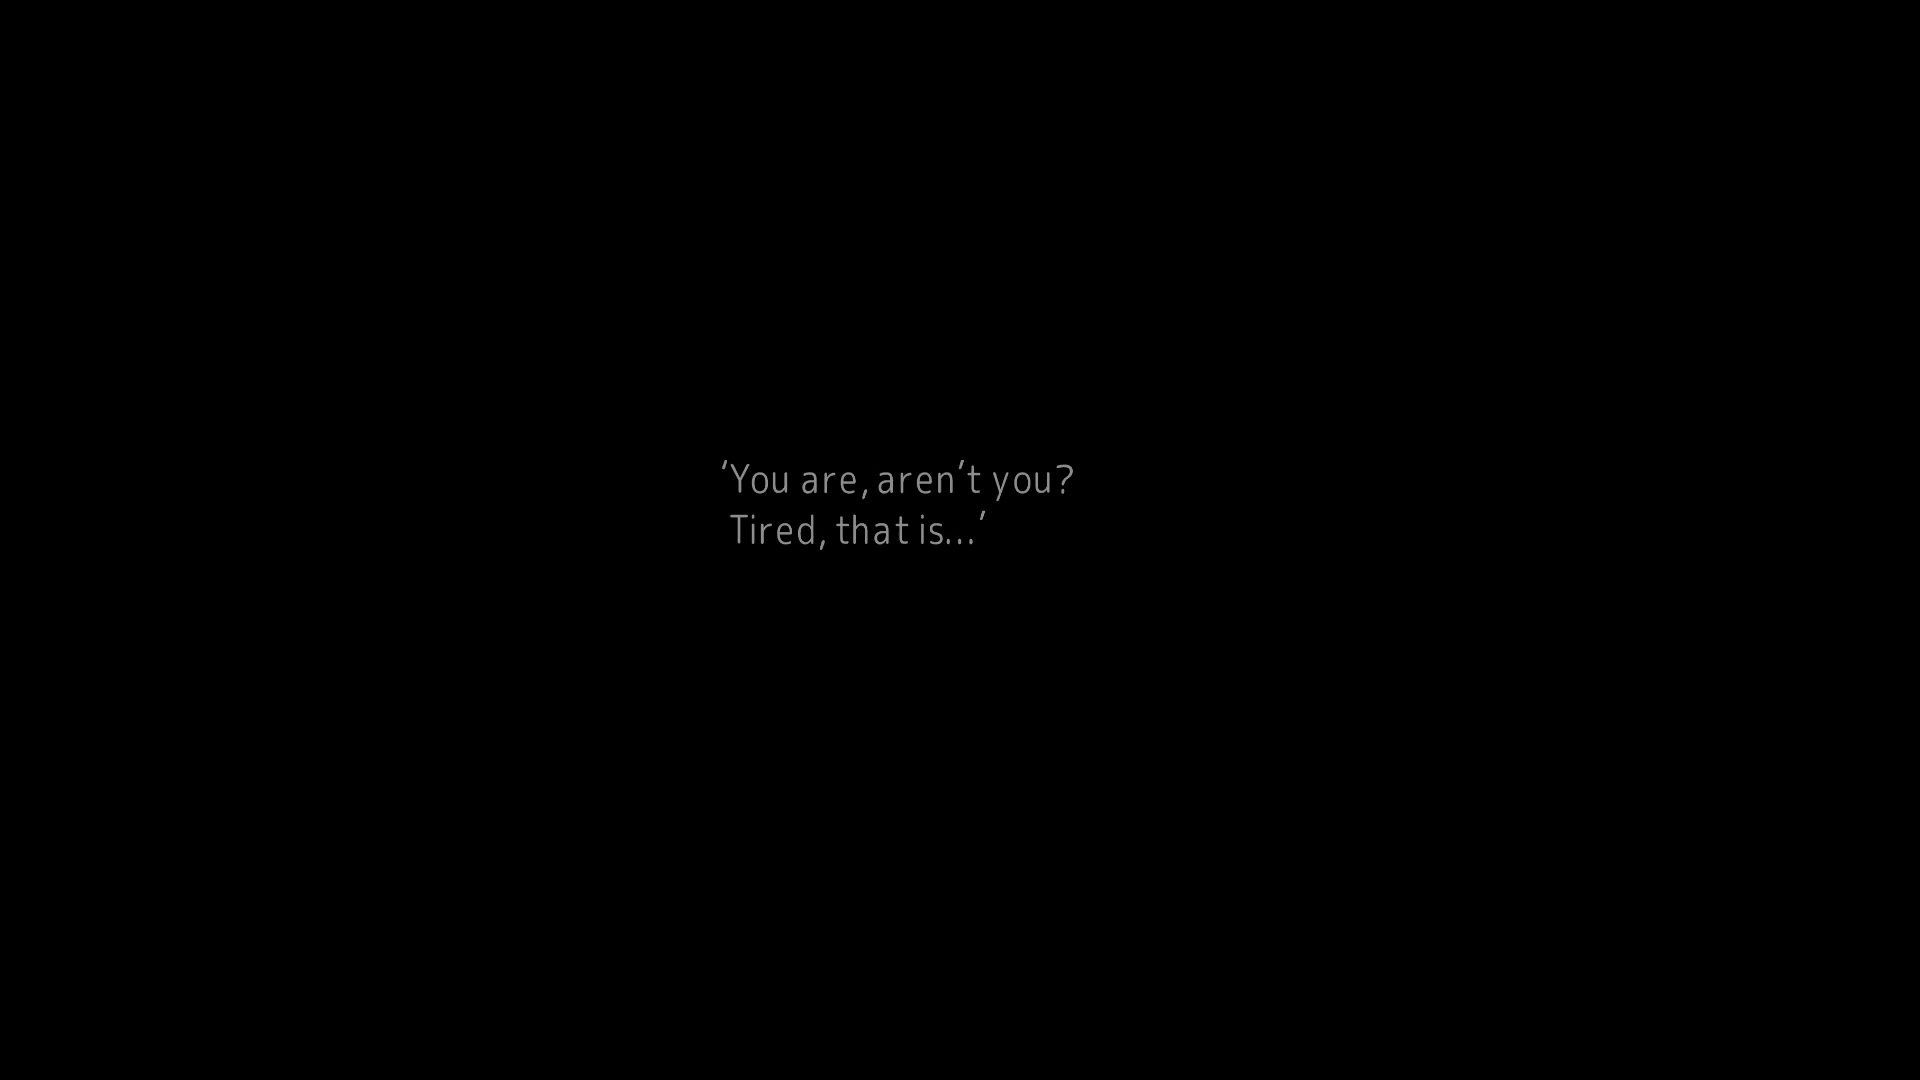 ‘You are, aren’t you?
Tired, that is...’